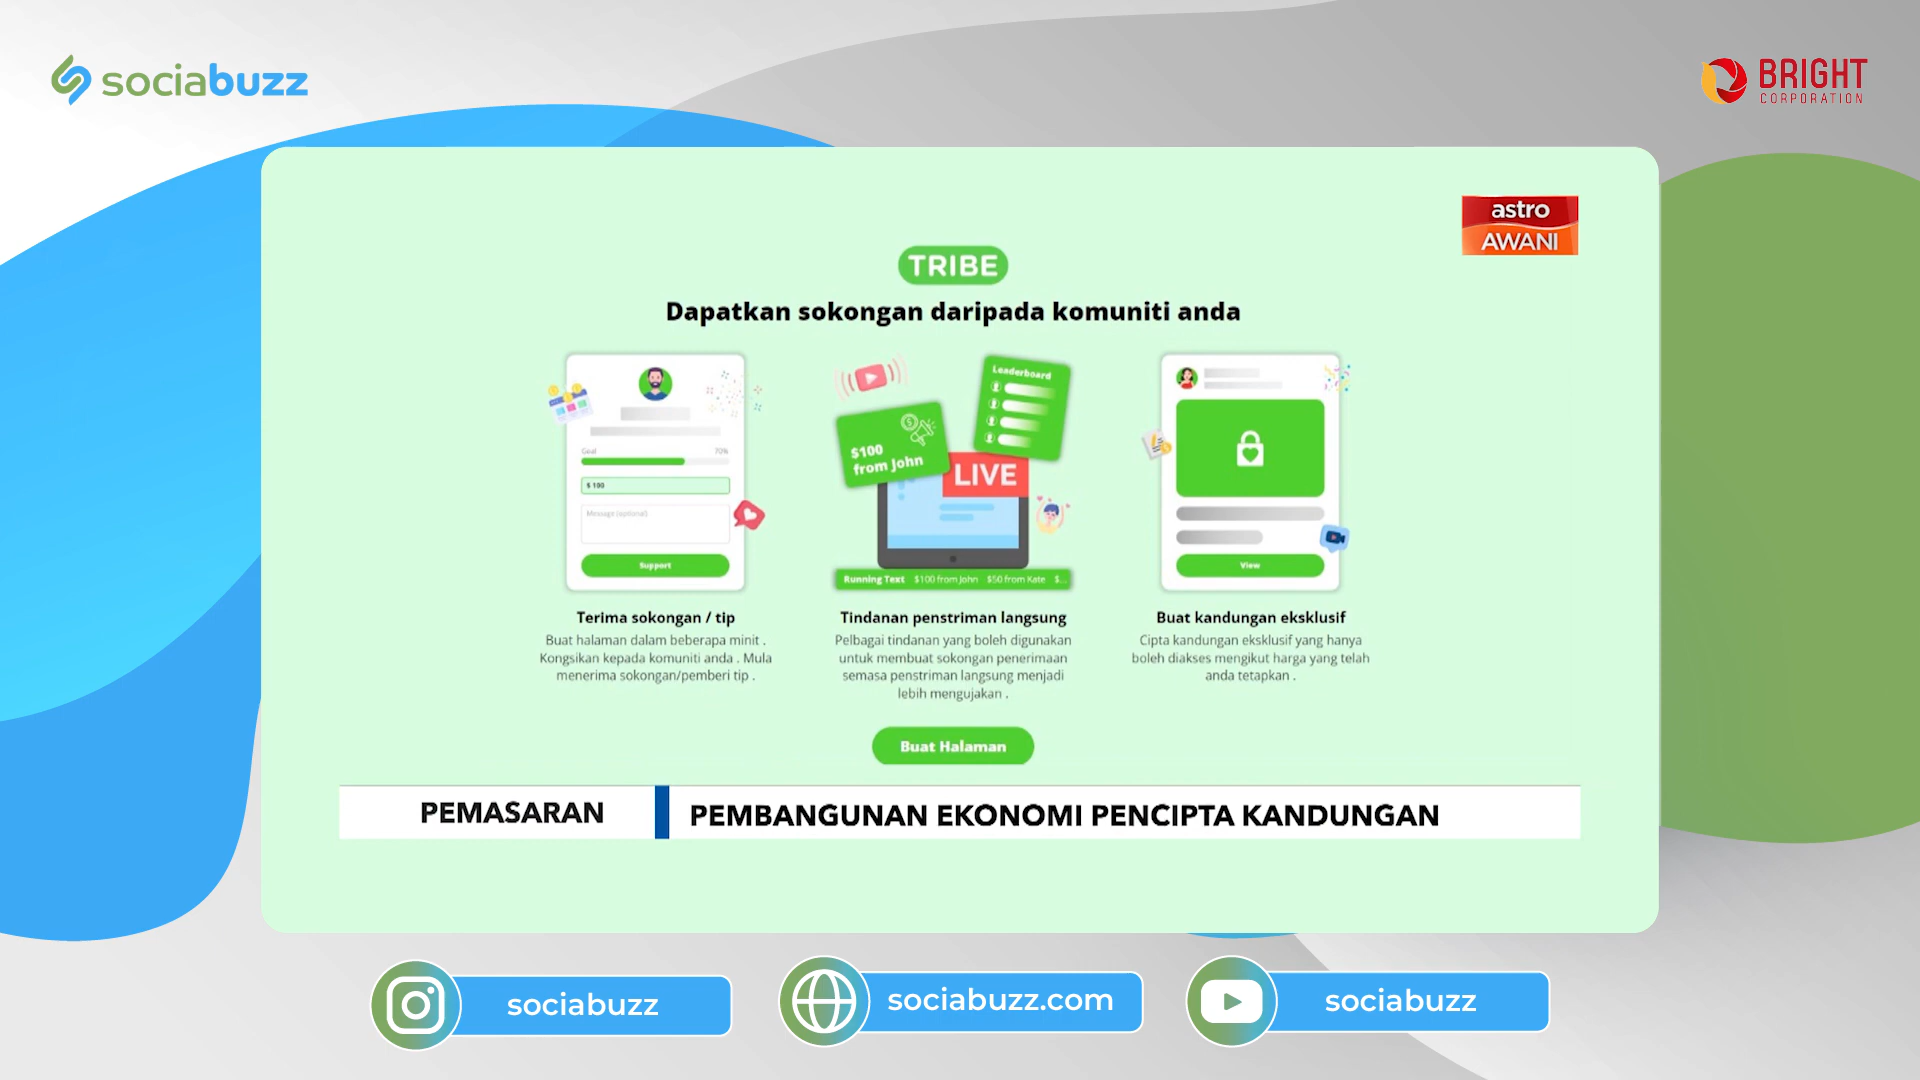 sociabuzz
BRIGHT
CORPORATION
astro
AWANI
TRIBE
Dapatkan sokongan daripada komuniti anda
Goal 70%
$ 100
Message (optional)
Support
$100
from John
Leaderboard
LIVE
Running Text $100 from John $50 from Kate $...
View
Terima sokongan / tip
Buat halaman dalam beberapa minit .
Kongsikan kepada komuniti anda . Mula
menerima sokongan/pemberi tip .
Tindanan penstriman langsung
Pelbagai tindanan yang boleh digunakan
untuk membuat sokongan penerimaan
semasa penstriman langsung menjadi
lebih mengujakan .
Buat kandungan eksklusif
Cipta kandungan eksklusif yang hanya
boleh diakses mengikut harga yang telah
anda tetapkan .
Buat Halaman
PEMASARAN
PEMBANGUNAN EKONOMI PENCIPTA KANDUNGAN
sociabuzz
sociabuzz.com
sociabuzz